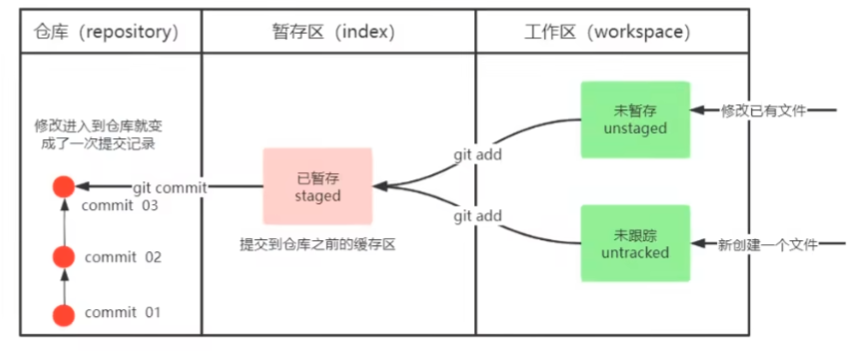 仓库（repository）
暂存区（index）
工作区（workspace）
修改进入到仓库就变
成了一次提交记录
git commit
commit 03
commit 02
commit 01
已暂存
staged
提交到仓库之前的缓存区
git add
git add
未暂存
unstaged
修改已有文件
未跟踪
untracked
新创建一个文件